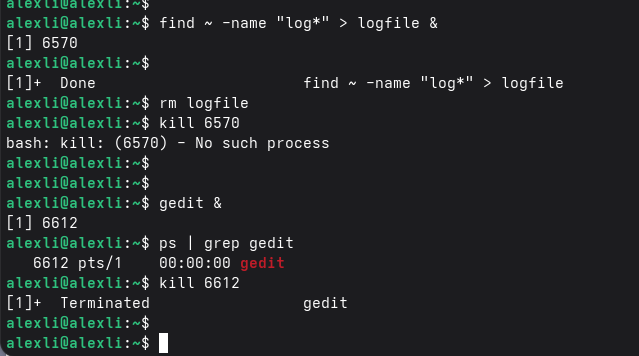 alexli@alexli:~$
alexli@alexli:~$ find ~ -name "log*" > logfile &
[1] 6570
alexli@alexli:~$
[1]+  Done                    find ~ -name "log*" > logfile
alexli@alexli:~$ rm logfile
alexli@alexli:~$ kill 6570
bash: kill: (6570) - No such process
alexli@alexli:~$
alexli@alexli:~$
alexli@alexli:~$ gedit &
[1] 6612
alexli@alexli:~$ ps | grep gedit
   6612 pts/1    00:00:00 gedit
alexli@alexli:~$ kill 6612
[1]+  Terminated              gedit
alexli@alexli:~$
alexli@alexli:~$